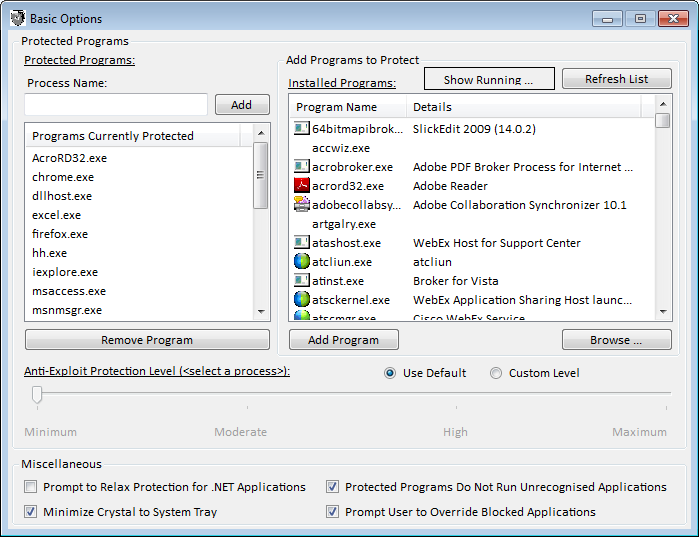 Basic Options
Protected Programs
Protected Programs:
Process Name:
Add
Programs Currently Protected
AcroRD32.exe
chrome.exe
dllhost.exe
excel.exe
firefox.exe
hh.exe
iexplore.exe
msaccess.exe
msnmsgr.exe
Remove Program
Add Programs to Protect
Installed Programs:
Show Running ...
Refresh List
Program Name Details
64bitmapibrok... SlickEdit 2009 (14.0.2)
accwiz.exe
acrobroker.exe Adobe PDF Broker Process for Internet ...
acrord32.exe Adobe Reader
adobecollabsy... Adobe Collaboration Synchronizer 10.1
artgalry.exe
atashost.exe WebEx Host for Support Center
atcliun.exe atcliun
atinst.exe Broker for Vista
atsckernel.exe WebEx Application Sharing Host launc...
atscmgr.exe Cisco WebEx Service
Add Program
Browse ...
Anti-Exploit Protection Level (<select a process>):
Use Default
Custom Level
Minimum Moderate High Maximum
Miscellaneous
Prompt to Relax Protection for .NET Applications
Protected Programs Do Not Run Unrecognised Applications
Minimize Crystal to System Tray
Prompt User to Override Blocked Applications